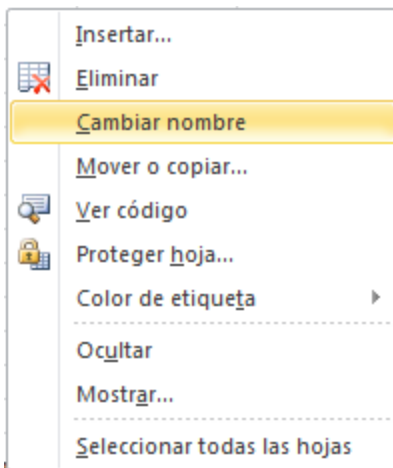 Insertar...
Eliminar
Cambiar nombre
Mover o copiar...
Ver código
Proteger hoja...
Color de etiqueta
Ocultar
Mostrar...
Seleccionar todas las hojas